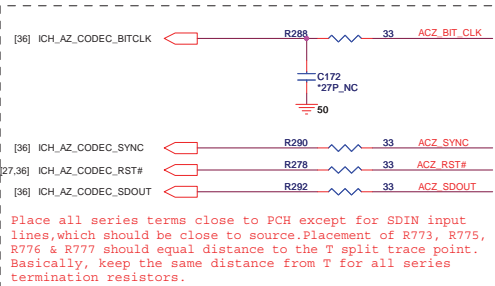 [36] ICH_AZ_CODEC_BITCLK R288 33 ACZ_BIT_CLK
C172
*27P_NC
50
[36] ICH_AZ_CODEC_SYNC R290 33 ACZ_SYNC
[27,36] ICH_AZ_CODEC_RST# R278 33 ACZ_RST#
[36] ICH_AZ_CODEC_SDOUT R292 33 ACZ_SDOUT
Place all series terms close to PCH except for SDIN input
lines,which should be close to source.Placement of R773, R775,
R776 & R777 should equal distance to the T split trace point.
Basically, keep the same distance from T for all series
termination resistors.